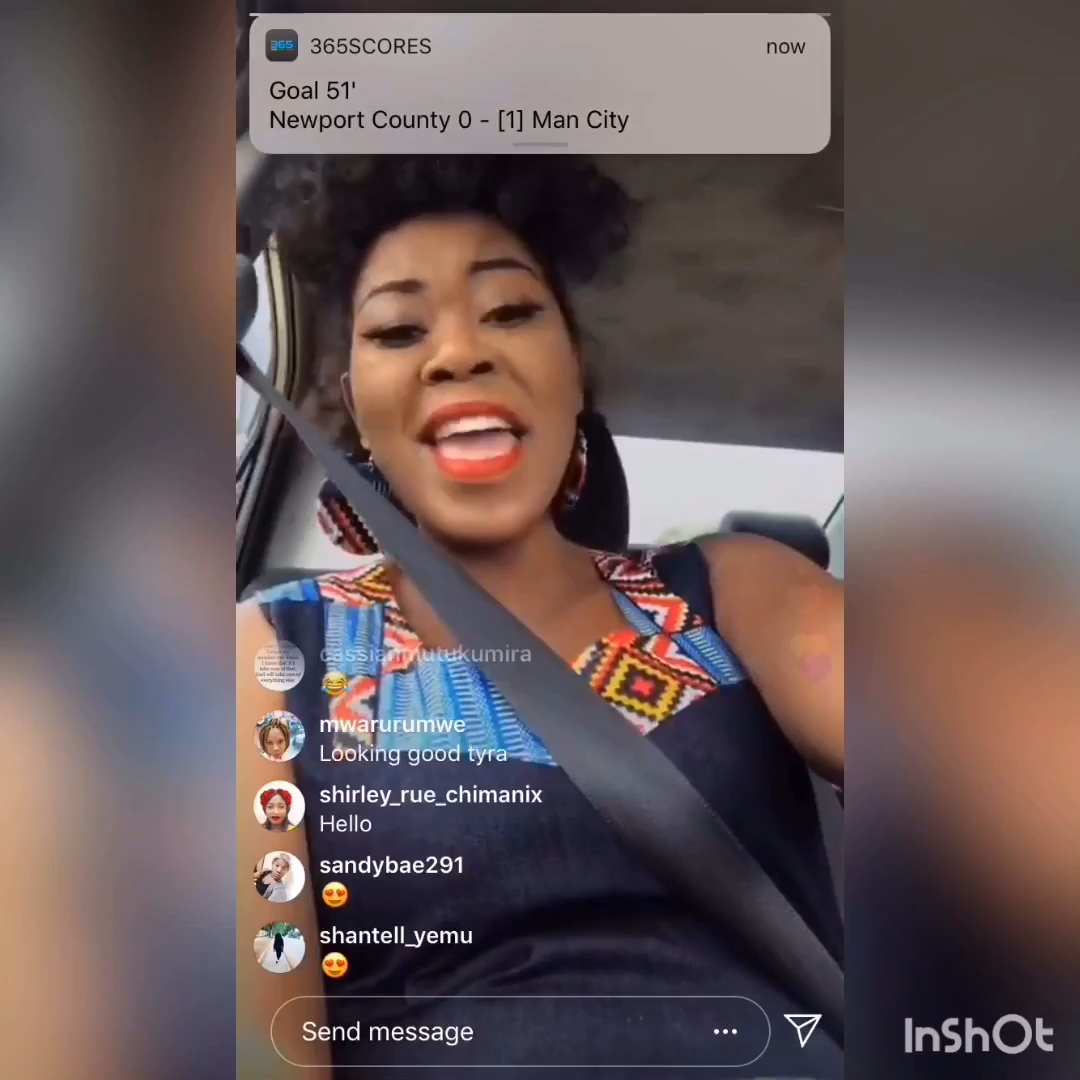 365
365SCORES
now
Goal 51'
Newport County 0 - [1] Man City
cassianmutukumira
😂
mwarurumwe
Looking good tyra
shirley_rue_chimanix
Hello
sandybae291
😍
shantell_yemu
😍
Send message
InShOt